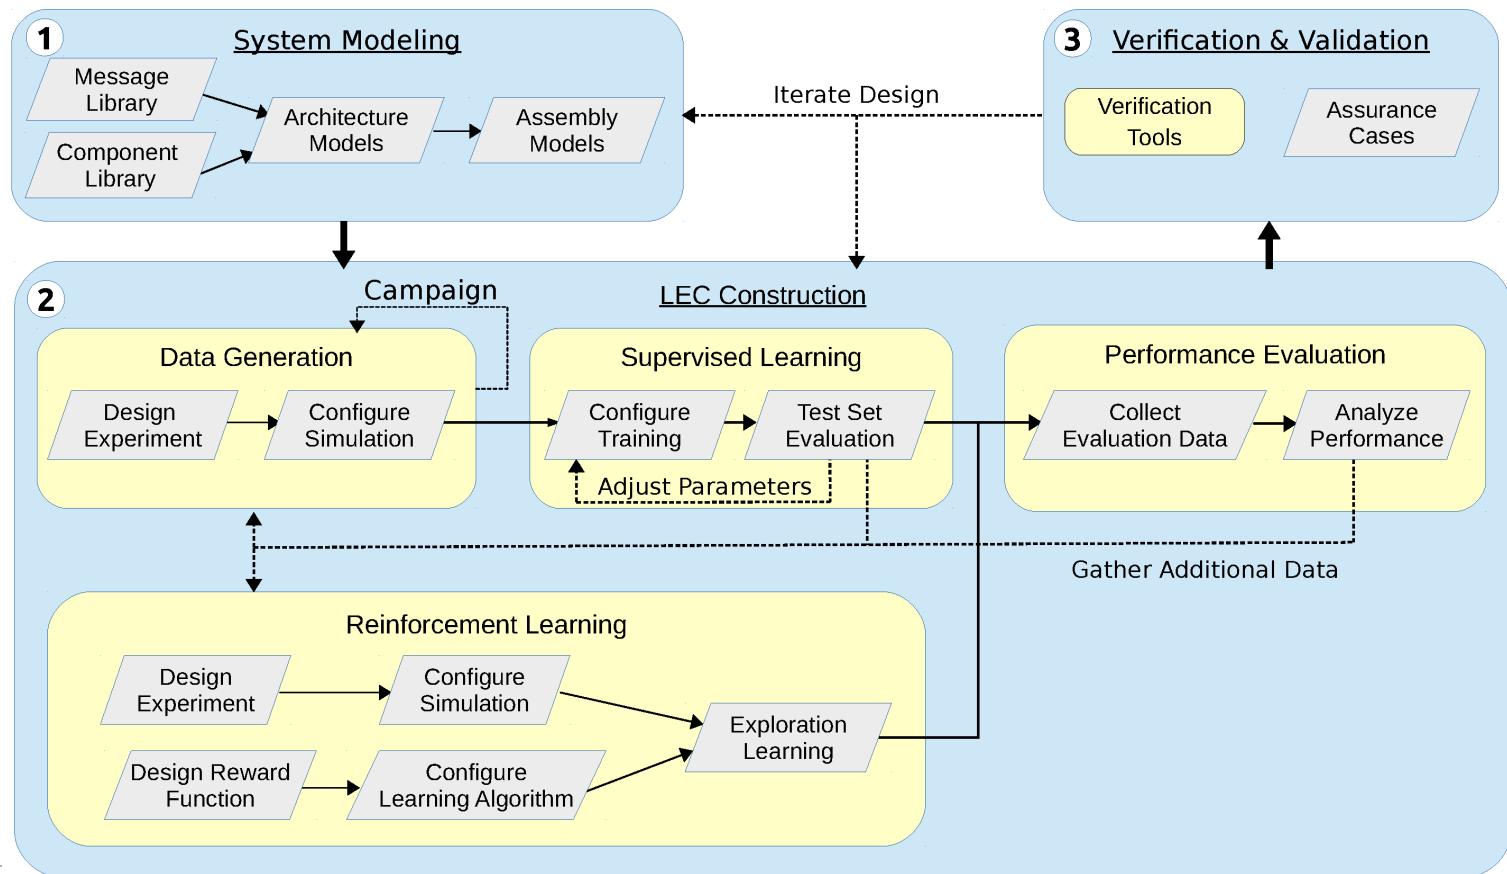 1
System Modeling
Message
Library
Component
Library
Architecture
Models
Assembly
Models
Iterate Design
3
Verification & Validation
Verification
Tools
Assurance
Cases
2
LEC Construction
Campaign
Data Generation
Design
Experiment
Configure
Simulation
Supervised Learning
Configure
Training
Test Set
Evaluation
Adjust Parameters
Performance Evaluation
Collect
Evaluation Data
Analyze
Performance
Gather Additional Data
Reinforcement Learning
Design
Experiment
Configure
Simulation
Design Reward
Function
Configure
Learning Algorithm
Exploration
Learning